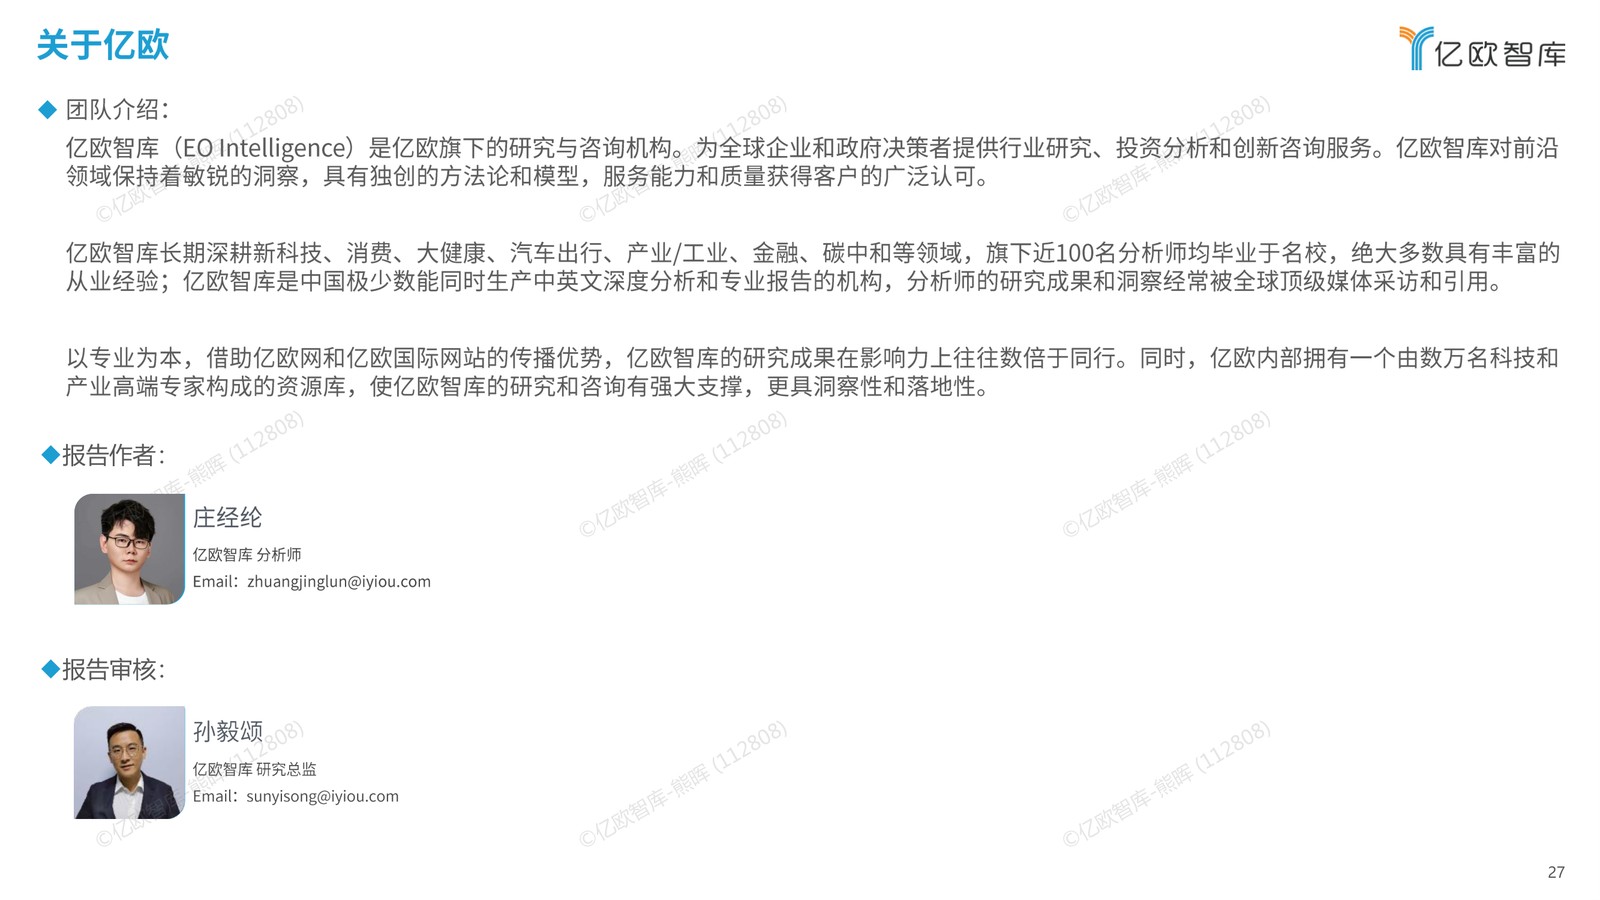 关于亿欧
亿欧智库
团队介绍：
亿欧智库（EO Intelligence）是亿欧旗下的研究与咨询机构。为全球企业和政府决策者提供行业研究、投资分析和创新咨询服务。亿欧智库对前沿
领域保持着敏锐的洞察，具有独创的方法论和模型，服务能力和质量获得客户的广泛认可。
亿欧智库长期深耕新科技、消费、大健康、汽车出行、产业/工业、金融、碳中和等领域，旗下近100名分析师均毕业于名校，绝大多数具有丰富的
从业经验；亿欧智库是中国极少数能同时生产中英文深度分析和专业报告的机构，分析师的研究成果和洞察经常被全球顶级媒体采访和引用。
以专业为本，借助亿欧网和亿欧国际网站的传播优势，亿欧智库的研究成果在影响力上往往数倍于同行。同时，亿欧内部拥有一个由数万名科技和
产业高端专家构成的资源库，使亿欧智库的研究和咨询有强大支撑，更具洞察性和落地性。
报告作者：
庄经纶
亿欧智库 分析师
Email：zhuangjinglun@iyiou.com
报告审核：
孙毅颂
亿欧智库 研究总监
Email：sunyisong@iyiou.com
©亿欧智库-熊晖 (112808)
©亿欧智库-熊晖 (112808)
©亿欧智库-熊晖 (112808)
©亿欧智库-熊晖 (112808)
©亿欧智库-熊晖 (112808)
©亿欧智库-熊晖 (112808)
©亿欧智库-熊晖 (112808)
©亿欧智库-熊晖 (112808)
©亿欧智库-熊晖 (112808)
27